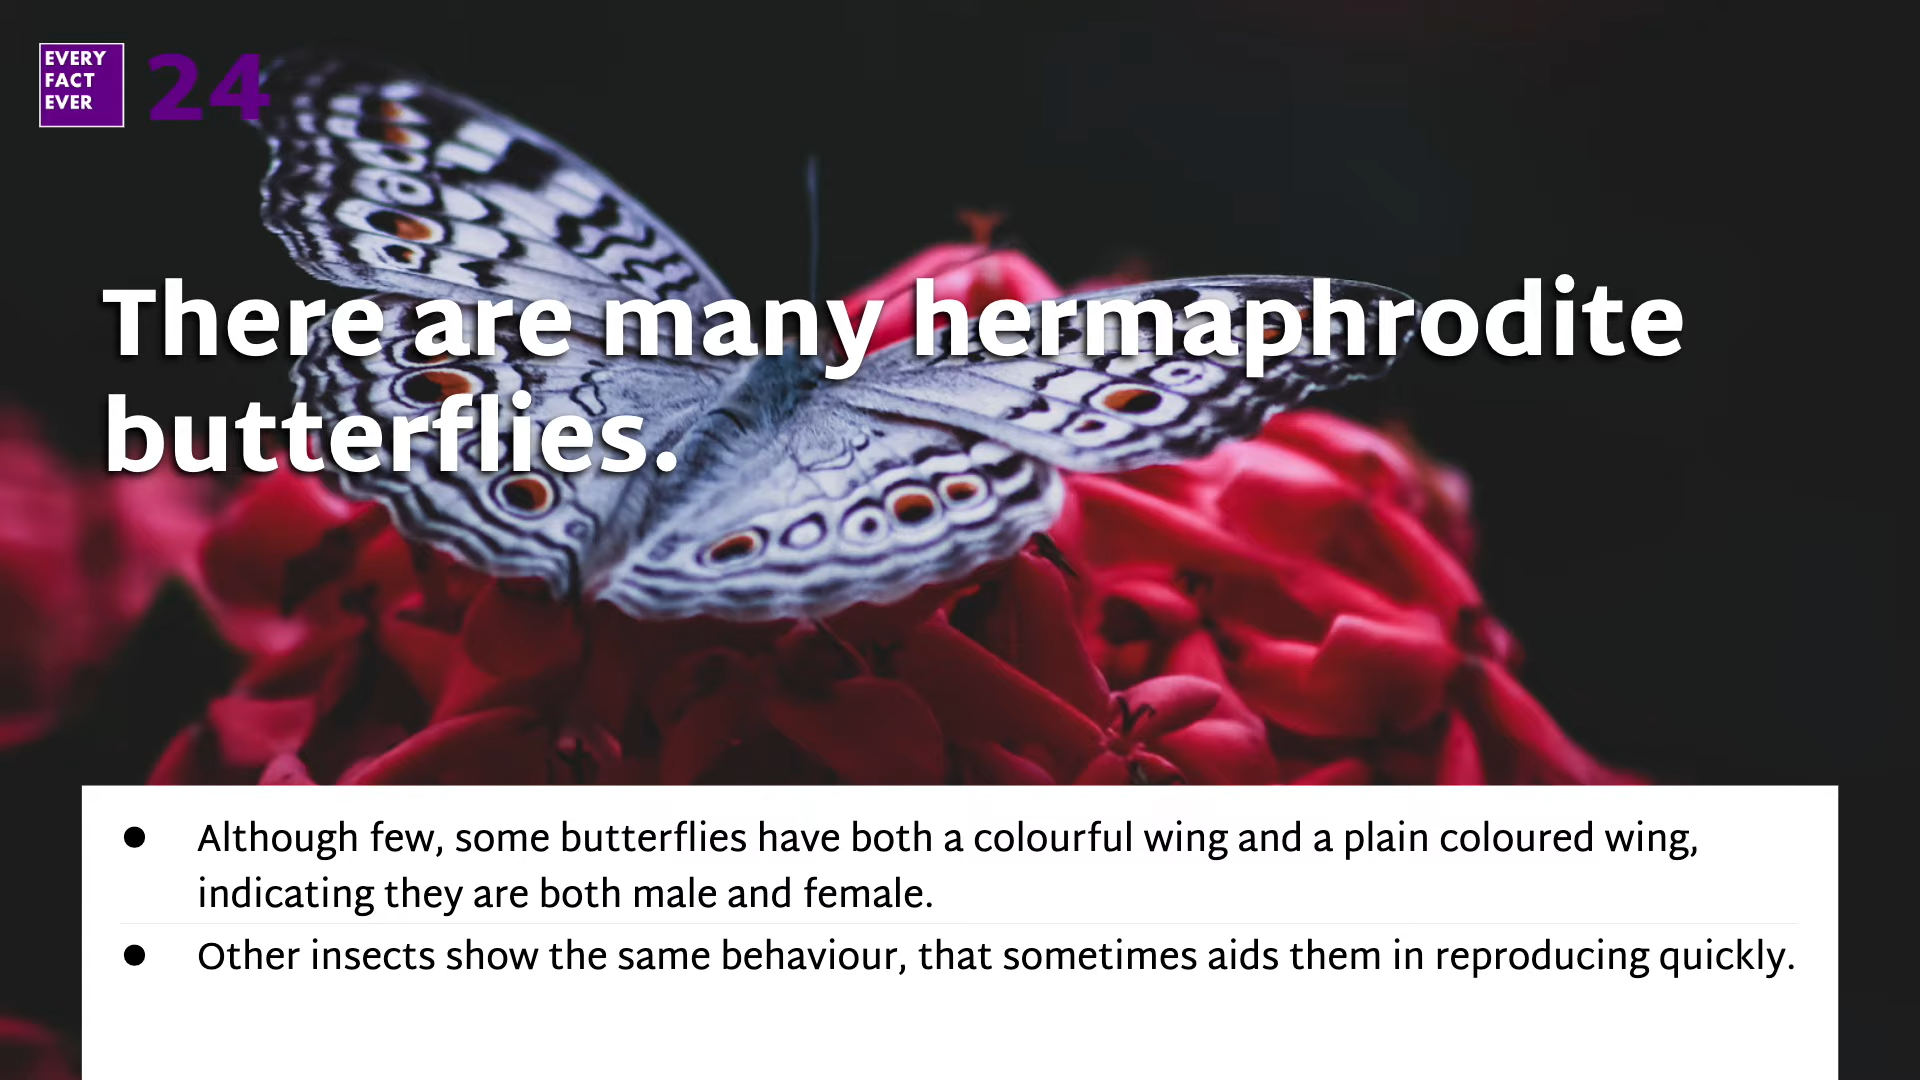 EVERY
FACT
EVER
24
There are many hermaphrodite
butterflies.
● Although few, some butterflies have both a colourful wing and a plain coloured wing,
indicating they are both male and female.
● Other insects show the same behaviour, that sometimes aids them in reproducing quickly.